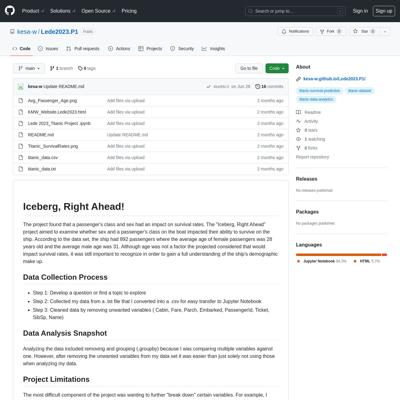 Product Solutions Open Source Pricing
Search or jump to...
Sign in Sign up
kesa-w / Lede2023.P1 Public
Notifications Fork 0 Star 0
Code Issues Pull requests Actions Projects Security Insights
main 1 branch 0 tags Go to file Code
kesa-w Update README.md on Jun 29 16 commits
Avg_Passenger_Age.png Add files via upload 2 months ago
KMW_Website.Lede2023.html Add files via upload 2 months ago
Lede 2023_Titanic Project .ipynb Add files via upload 2 months ago
README.md Update README.md 2 months ago
Titanic_SurvivalRates.png Add files via upload 2 months ago
titanic_data.csv Add files via upload 2 months ago
titanic_data.txt Add files via upload 2 months ago
Iceberg, Right Ahead!
The project found that a passenger's class and sex had an impact on survival rates. The "Iceberg, Right Ahead"
project aimed to examine whether sex and a passenger's class on the boat impacted their ability to survive on the
ship. According to the data set, the ship had 892 passengers where the average age of female passengers was 28
years old and the average male age was 31. Although age was not a factor the projected considered that would
impact survival rates, it was still important to recognize in order to gain a full understanding of the ship's demographic
make up.
Data Collection Process
Step 1: Develop a question or find a topic to explore
Step 2: Collected my data from a .txt file that I converted into a .csv for easy transfer to Jupyter Notebook
Step 3: Cleaned data by removing unwanted variables ( Cabin, Fare, Parch, Embarked, PassengerId, Ticket,
SibSp, Name)
Data Analysis Snapshot
Analyzing the data included removing and grouping (.groupby) because I was comparing multiple variables against
one. However, after removing the unwanted variables from my data set it was easier than just solely not using those
when analyzing my data.
Project Limitations
The most difficult component of the project was wanting to further "break down" certain variables. For example, I
About
kesa-w.github.io/Lede2023.P1/
titanic-survival-prediction titanic-dataset
titanic-data-analytics
Readme
Activity
0 stars
1 watching
0 forks
Report repository
Releases
No releases published
Packages
No packages published
Languages
Jupyter Notebook 94.3% HTML 5.7%